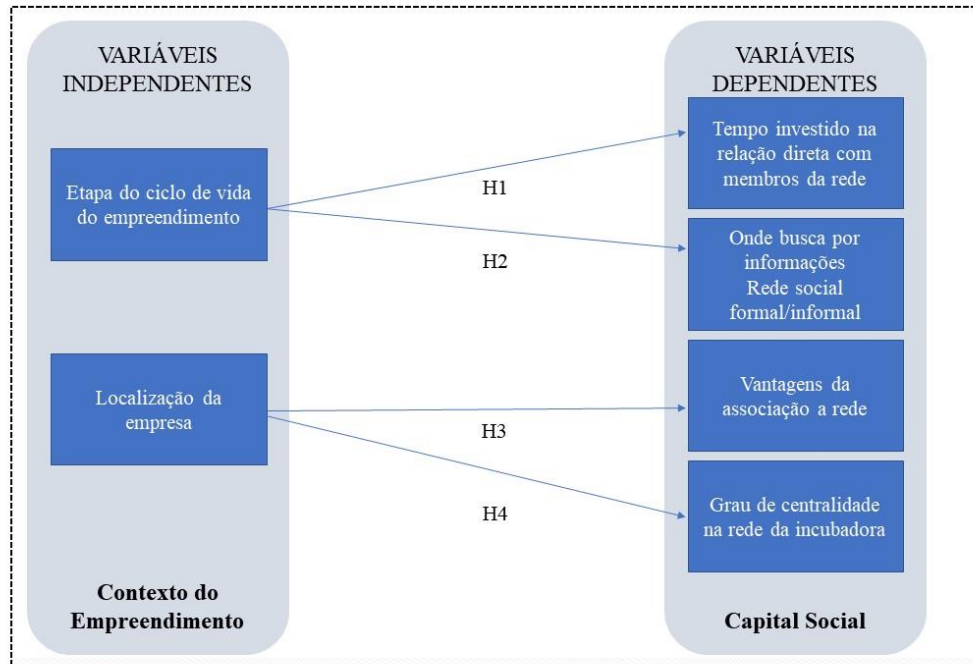 VARIÁVEIS
INDEPENDENTES
Etapa do ciclo de vida
do empreendimento
Localização da
empresa
Contexto do
Empreendimento
H1
H2
H3
H4
VARIÁVEIS
DEPENDENTES
Tempo investido na
relação direta com
membros da rede
Onde busca por
informações
Rede social
formal/informal
Vantagens da
associação a rede
Grau de centralidade
na rede da incubadora
Capital Social